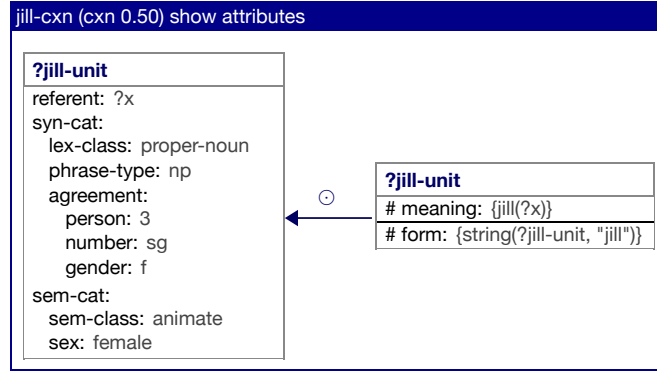 jill-cxn (cxn 0.50) show attributes
?jill-unit
referent: ?x
syn-cat:
lex-class: proper-noun
phrase-type: np
agreement:
person: 3
number: sg
gender: f
sem-cat:
sem-class: animate
sex: female
⊙
?jill-unit
# meaning: {jill(?x)}
# form: {string(?jill-unit, "jill")}